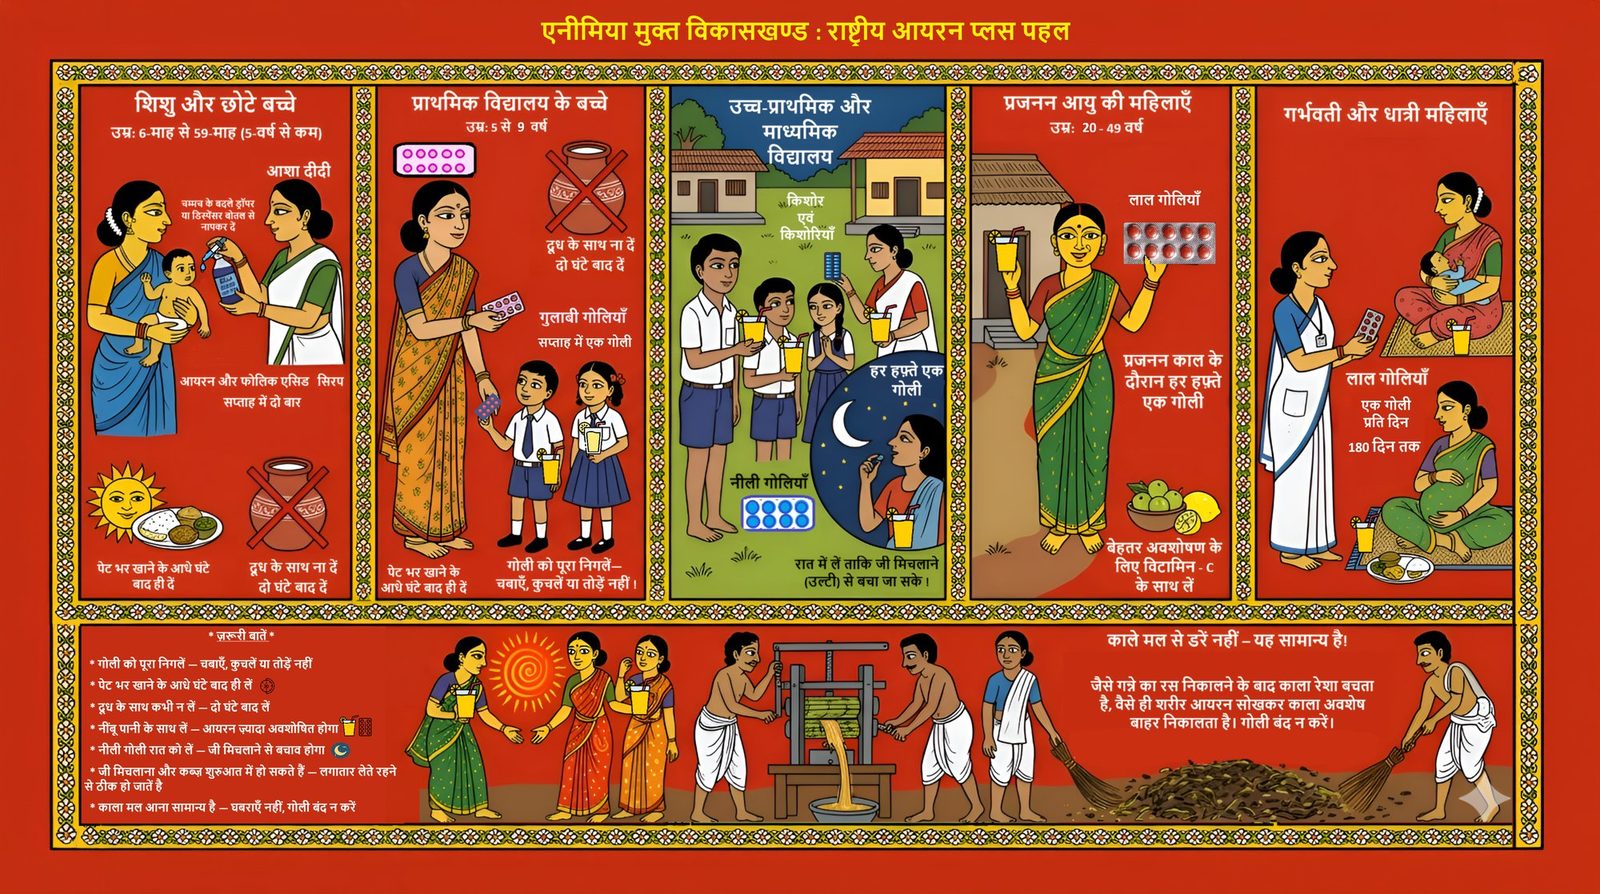 एनीमिया मुक्त विकासखण्ड : राष्ट्रीय आयरन प्लस पहल
शिशु और छोटे बच्चे
उम्र: 6-माह से 59-माह (5-वर्ष से कम)
आशा दीदी
चम्मच के बदले ड्रॉपर
या डिस्पेंसर बोतल से
नापकर दें
आयरन और फोलिक एसिड सिरप
सप्ताह में दो बार
पेट भर खाने के आधे घंटे
बाद ही दें
दूध के साथ ना दें
दो घंटे बाद दें
प्राथमिक विद्यालय के बच्चे
उम्र: 5 से 9 वर्ष
दूध के साथ ना दें
दो घंटे बाद दें
गुलाबी गोलियाँ
सप्ताह में एक गोली
पेट भर खाने के
आधे घंटे बाद ही दें
गोली को पूरा निगलें—
चबाएँ, कुचलें या तोड़ें नहीं !
उच्च-प्राथमिक और
माध्यमिक
विद्यालय
किशोर
एवं
किशोरियाँ
हर हफ़्ते एक
गोली
नीली गोलियाँ
रात में लें ताकि जी मिचलाने
(उल्टी) से बचा जा सके !
प्रजनन आयु की महिलाएँ
उम्र: 20 - 49 वर्ष
लाल गोलियाँ
प्रजनन काल के
दौरान हर हफ़्ते
एक गोली
बेहतर अवशोषण के
लिए विटामिन - C
के साथ लें
गर्भवती और धात्री महिलाएँ
लाल गोलियाँ
एक गोली
प्रति दिन
180 दिन तक
* ज़रूरी बातें *
* गोली को पूरा निगलें — चबाएँ, कुचलें या तोड़ें नहीं
* पेट भर खाने के आधे घंटे बाद ही लें
* दूध के साथ कभी न लें — दो घंटे बाद लें
* नींबू पानी के साथ लें — आयरन ज़्यादा अवशोषित होगा
* नीली गोली रात को लें — जी मिचलाने से बचाव होगा
* जी मिचलाना और कब्ज़ शुरुआत में हो सकते हैं — लगातार लेते रहने
से ठीक हो जातें है
* काला मल आना सामान्य है — घबराएँ नहीं, गोली बंद न करें
काले मल से डरें नहीं – यह सामान्य है!
जैसे गन्ने का रस निकालने के बाद काला रेशा बचता
है, वैसे ही शरीर आयरन सोखकर काला अवशेष
बाहर निकालता है। गोली बंद न करें।